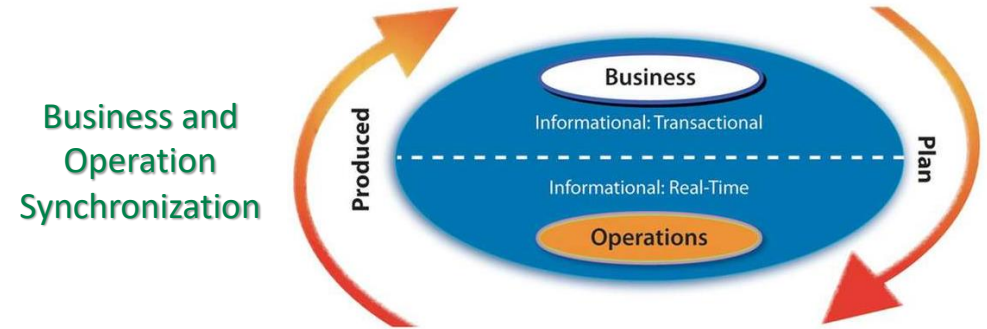 Business and
Operation
Synchronization
Produced
Business
Informational: Transactional
Informational: Real-Time
Operations
Plan